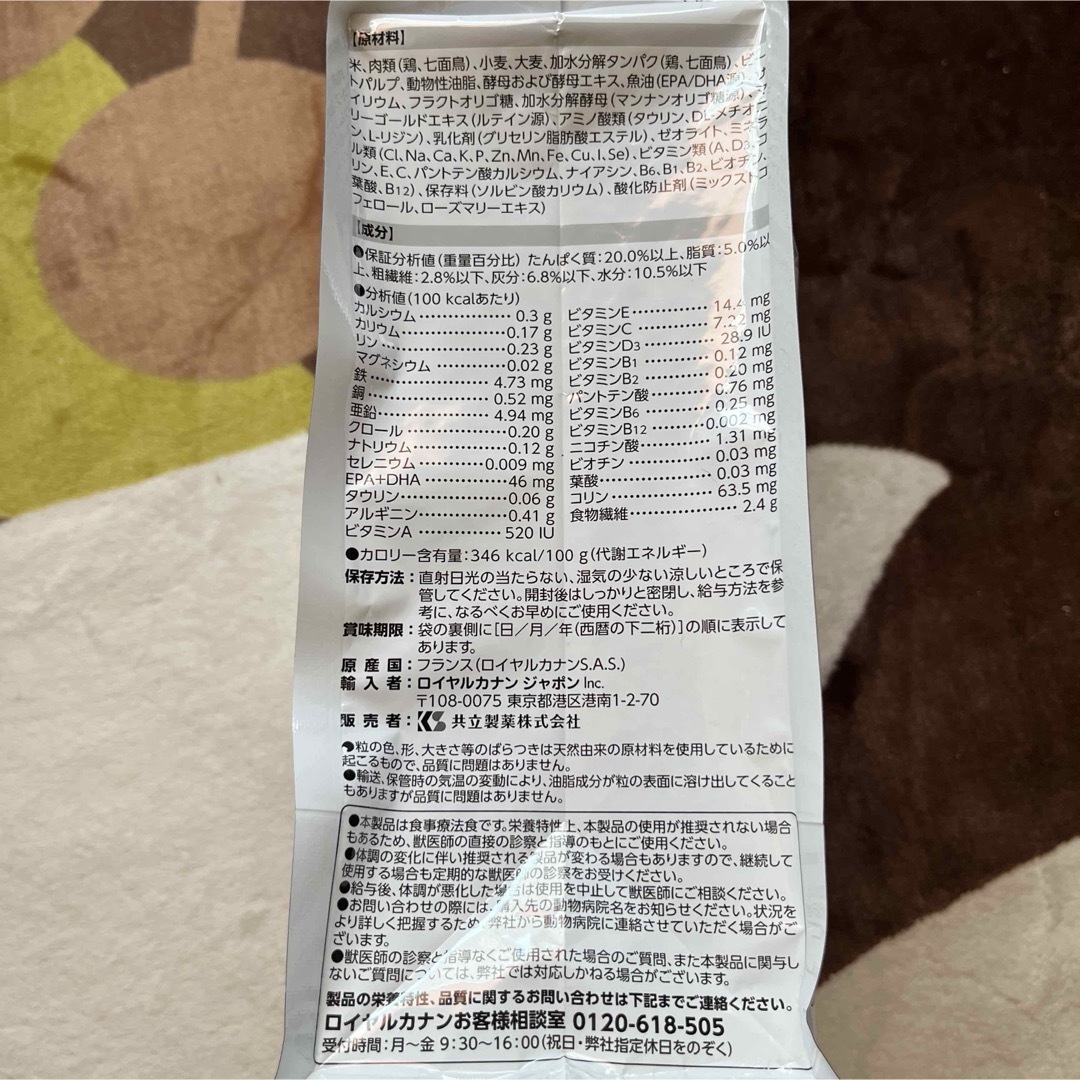 【原材料】
米、肉類(鶏、七面鳥)、小麦、大麦、加水分解タンパク(鶏、七面鳥)、ビー
トパルプ、動物性油脂、酵母および酵母エキス、魚油(EPA/DHA源)、サ
イリウム、フラクトオリゴ糖、加水分解酵母(マンナンオリゴ糖源)、マ
リーゴールドエキス(ルテイン源)、アミノ酸類(タウリン、DL-メチオニ
ン、L-リジン)、乳化剤(グリセリン脂肪酸エステル)、ゼオライト、ミネラ
ル類(Cl、Na、Ca、K、P、Zn、Mn、Fe、Cu、I、Se)、ビタミン類(A、D3、コ
リン、E、C、パントテン酸カルシウム、ナイアシン、B6、B1、B2、ビオチン、
葉酸、B12)、保存料(ソルビン酸カリウム)、酸化防止剤(ミックストコ
フェロール、ローズマリーエキス)
【成分】
●保証分析値(重量百分比) たんぱく質:20.0%以上、脂質:5.0%以
上、粗繊維:2.8%以下、灰分:6.8%以下、水分:10.5%以下
●分析値(100 kcalあたり)
カルシウム………… 0.3 g
カリウム………… 0.17 g
リン………… 0.23 g
マグネシウム………… 0.02 g
鉄………… 4.73 mg
銅………… 0.52 mg
亜鉛………… 4.94 mg
クロール………… 0.20 g
ナトリウム………… 0.12 g
セレニウム………… 0.009 mg
EPA+DHA………… 46 mg
タウリン………… 0.06 g
アルギニン………… 0.41 g
ビタミンA………… 520 IU
ビタミンE………… 14.4 mg
ビタミンC………… 7.22 mg
ビタミンD3………… 28.9 IU
ビタミンB1………… 0.12 mg
ビタミンB2………… 0.20 mg
パントテン酸………… 0.76 mg
ビタミンB6………… 0.25 mg
ビタミンB12………… 0.002 mg
ニコチン酸………… 1.31 mg
ビオチン………… 0.03 mg
葉酸………… 0.03 mg
コリン………… 63.5 mg
食物繊維………… 2.4 g
●カロリー含有量:346 kcal/100 g(代謝エネルギー)
保存方法:直射日光の当たらない、湿気の少ない涼しいところで保
管してください。開封後はしっかりと密閉し、給与方法を参
考に、なるべくお早めにご使用ください。
賞味期限:袋の裏側に[日/月/年(西暦の下二桁)]の順に表示して
あります。
原産国:フランス(ロイヤルカナンS.A.S.)
輸入者:ロイヤルカナン ジャポン Inc.
〒108-0075 東京都港区港南1-2-70
販売者:KS 共立製薬株式会社
●粒の色、形、大きさ等のばらつきは天然由来の原材料を使用しているために
起こるもので、品質に問題はありません。
●輸送、保管時の気温の変動により、油脂成分が粒の表面に溶け出してくること
もありますが品質に問題はありません。
●本製品は食事療法食です。栄養特性上、本製品の使用が推奨されない場合
もあるため、獣医師の直接の診察と指導のもとにご使用ください。
●体調の変化に伴い推奨される製品が変わる場合もありますので、継続して
使用する場合も定期的な獣医師の診察をお受けください。
●給与後、体調が悪化した場合は使用を中止して獣医師にご相談ください。
●お問い合わせの際には、購入先の動物病院名をお知らせください。状況を
より詳しく把握するため、弊社から動物病院に連絡させていただく場合がご
ざいます。
●獣医師の診察と指導なくご使用された場合のご質問、また本製品に関与し
ないご質問については、弊社では対応しかねる場合がございます。
製品の栄養特性、品質に関するお問い合わせは下記までご連絡ください。
ロイヤルカナンお客様相談室 0120-618-505
受付時間:月〜金 9:30〜16:00(祝日・弊社指定休日をのぞく)